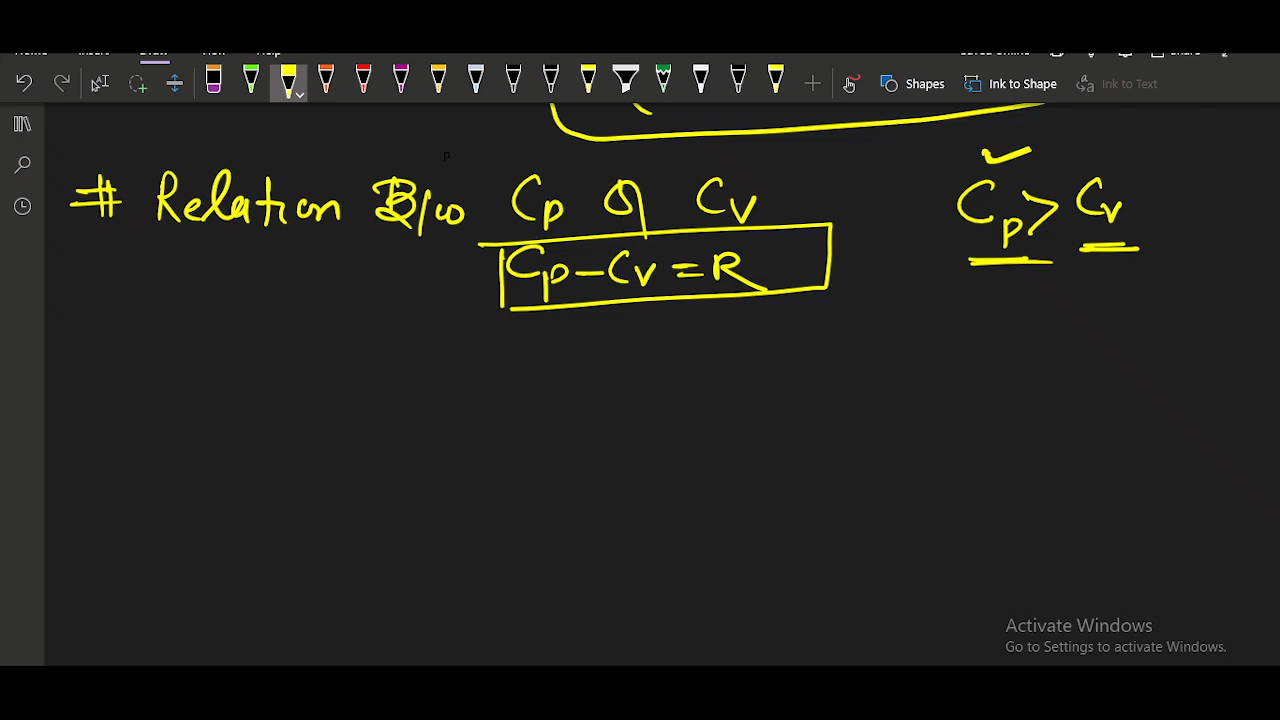 Shapes Ink to Shape Ink to Text
p
# Relation B/w Cp & Cv Cp > Cv
Cp - Cv = R
Activate Windows
Go to Settings to activate Windows.